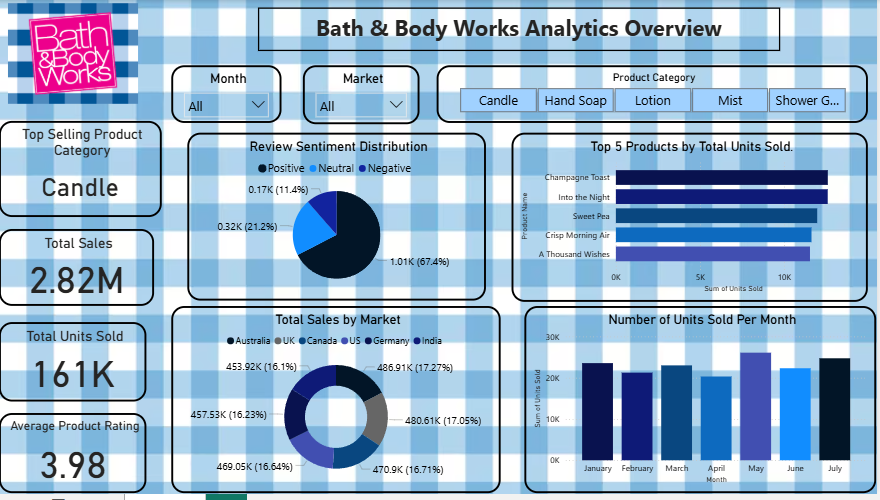 Bath
& Body
Works
Bath & Body Works Analytics Overview
Month
All
Market
All
Product Category
Candle
Hand Soap
Lotion
Mist
Shower G...
Top Selling Product
Category
Candle
Total Sales
2.82M
Total Units Sold
161K
Average Product Rating
3.98
Review Sentiment Distribution
Positive Neutral Negative
0.17K (11.4%)
0.32K (21.2%)
1.01K (67.4%)
Top 5 Products by Total Units Sold.
Product Name
Champagne Toast
Into the Night
Sweet Pea
Crisp Morning Air
A Thousand Wishes
0K 5K 10K
Sum of Units Sold
Total Sales by Market
Australia UK Canada US Germany India
453.92K (16.1%)
486.91K (17.27%)
457.53K (16.23%)
480.61K (17.05%)
469.05K (16.64%)
470.9K (16.71%)
Number of Units Sold Per Month
Sum of Units Sold
30K
20K
10K
0K
January February March April May June July
Month